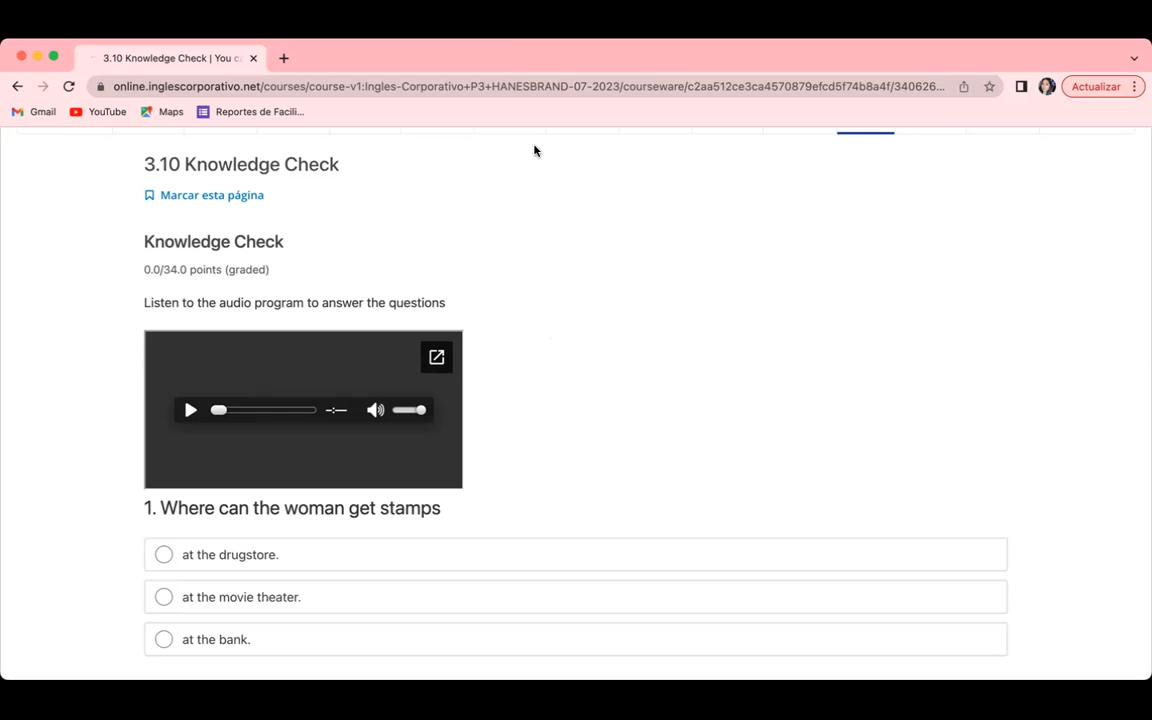 3.10 Knowledge Check | You c
online.inglescorporativo.net/courses/course-v1:Ingles-Corporativo+P3+HANESBRAND-07-2023/courseware/c2aa512ce3ca4570879efcd5f74b8a4f/340626...
Actualizar
Gmail YouTube Maps Reportes de Facili...
3.10 Knowledge Check
Marcar esta página
Knowledge Check
0.0/34.0 points (graded)
Listen to the audio program to answer the questions
-:--
1. Where can the woman get stamps
at the drugstore.
at the movie theater.
at the bank.